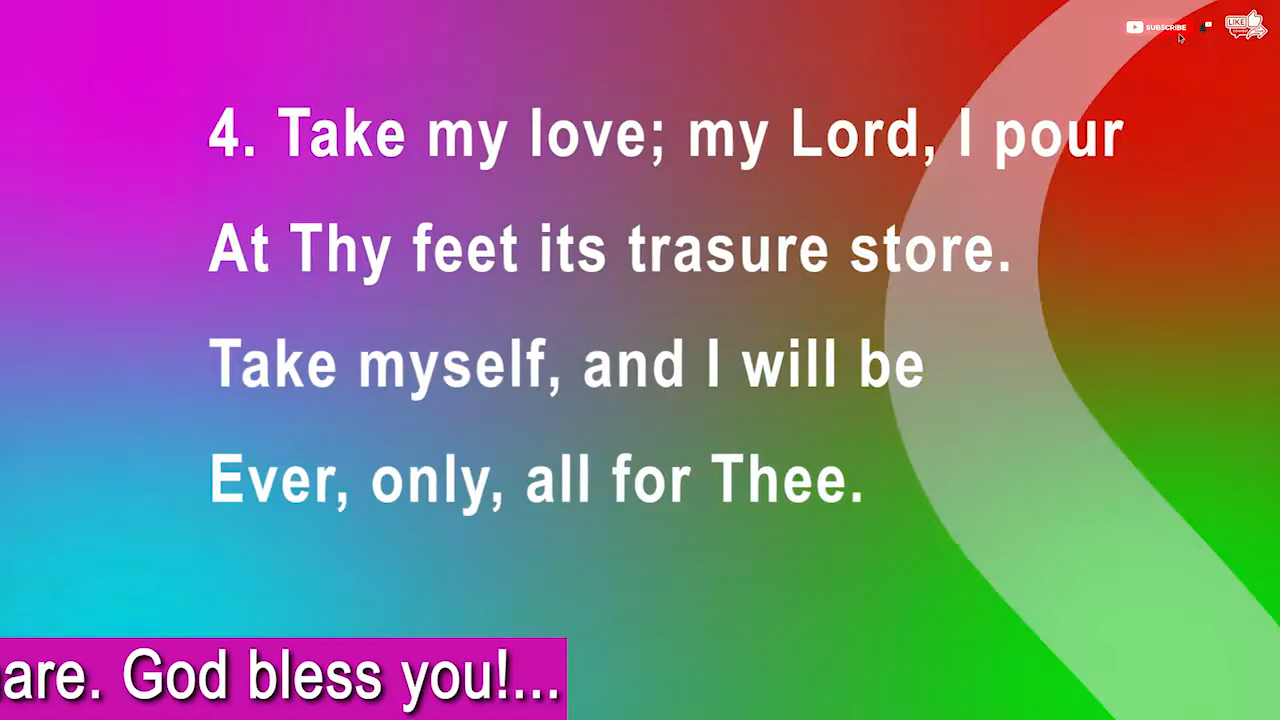 SUBSCRIBE
LIKE
4. Take my love; my Lord, I pour
At Thy feet its trasure store.
Take myself, and I will be
Ever, only, all for Thee.
are. God bless you!...